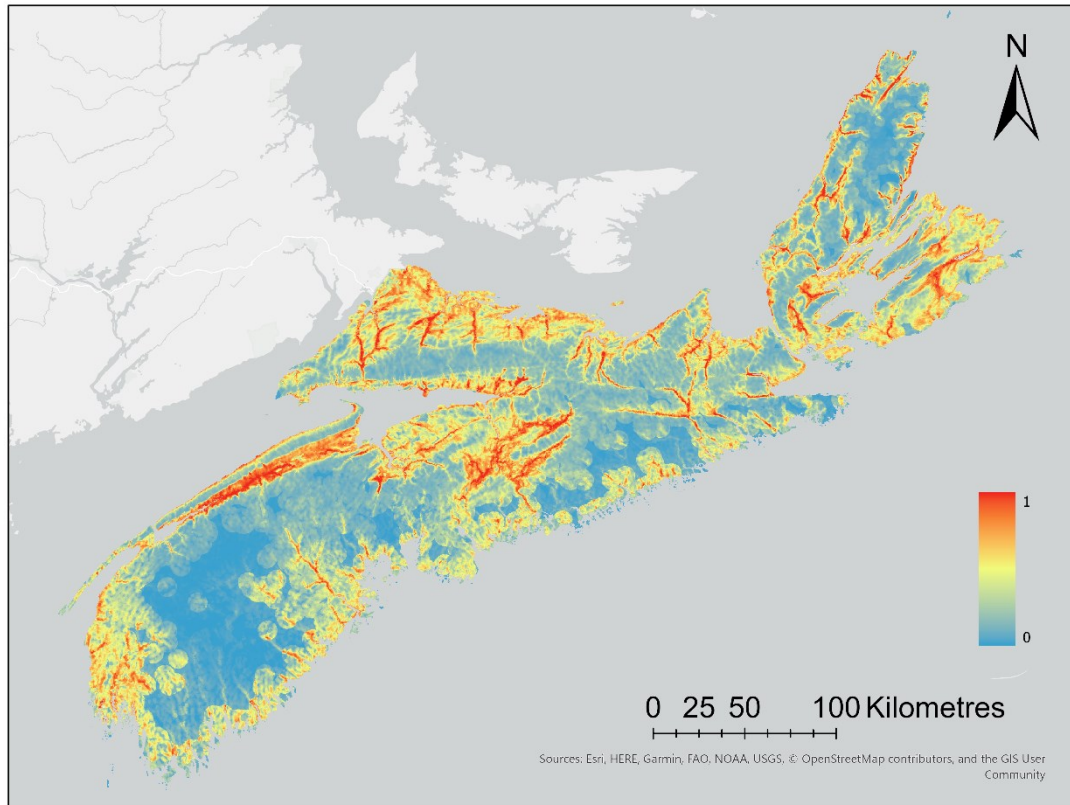 N
1
0
0 25 50 100 Kilometres
Sources: Esri, HERE, Garmin, FAO, NOAA, USGS, © OpenStreetMap contributors, and the GIS User
Community